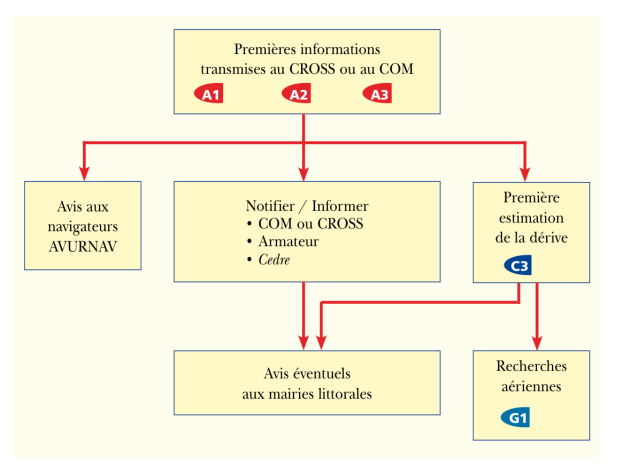 Premières informations
transmises au CROSS ou au COM
A1 A2 A3
Avis aux
navigateurs
AVURNAV
Notifier / Informer
• COM ou CROSS
• Armateur
• Cedre
Première
estimation
de la dérive
C3
Avis éventuels
aux mairies littorales
Recherches
aériennes
G1